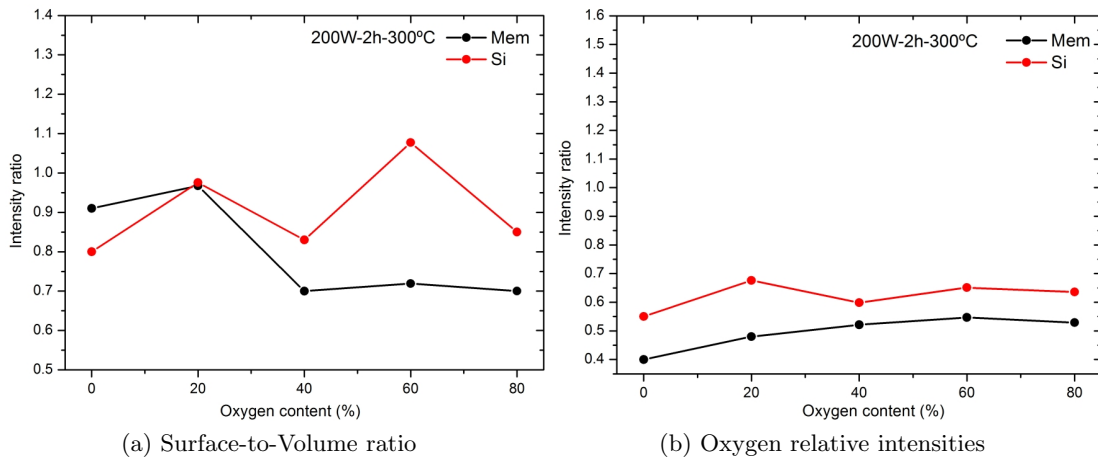 1.4
1.3
1.2
1.1
1.0
0.9
0.8
0.7
0.6
0.5
Intensity ratio
200W-2h-300ºC
Mem
Si
0 20 40 60 80
Oxygen content (%)
(a) Surface-to-Volume ratio
1.6
1.5
1.4
1.3
1.2
1.1
1.0
0.9
0.8
0.7
0.6
0.5
0.4
Intensity ratio
200W-2h-300ºC
Mem
Si
0 20 40 60 80
Oxygen content (%)
(b) Oxygen relative intensities